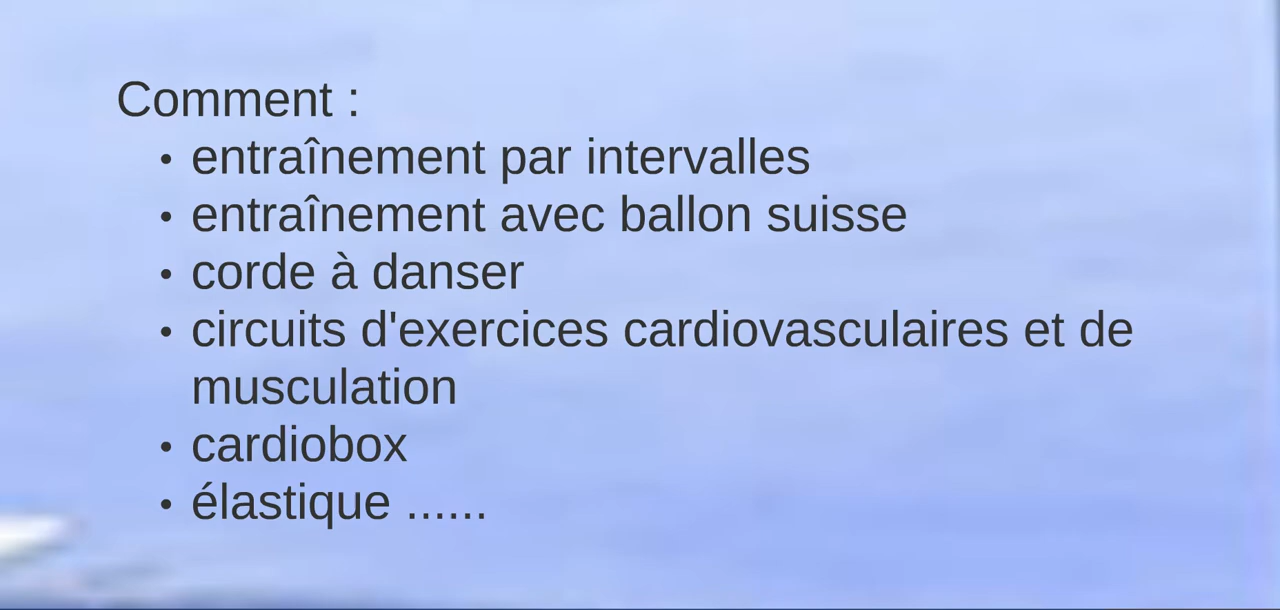 Comment :
• entraînement par intervalles
• entraînement avec ballon suisse
• corde à danser
• circuits d'exercices cardiovasculaires et de
musculation
• cardiobox
• élastique ......